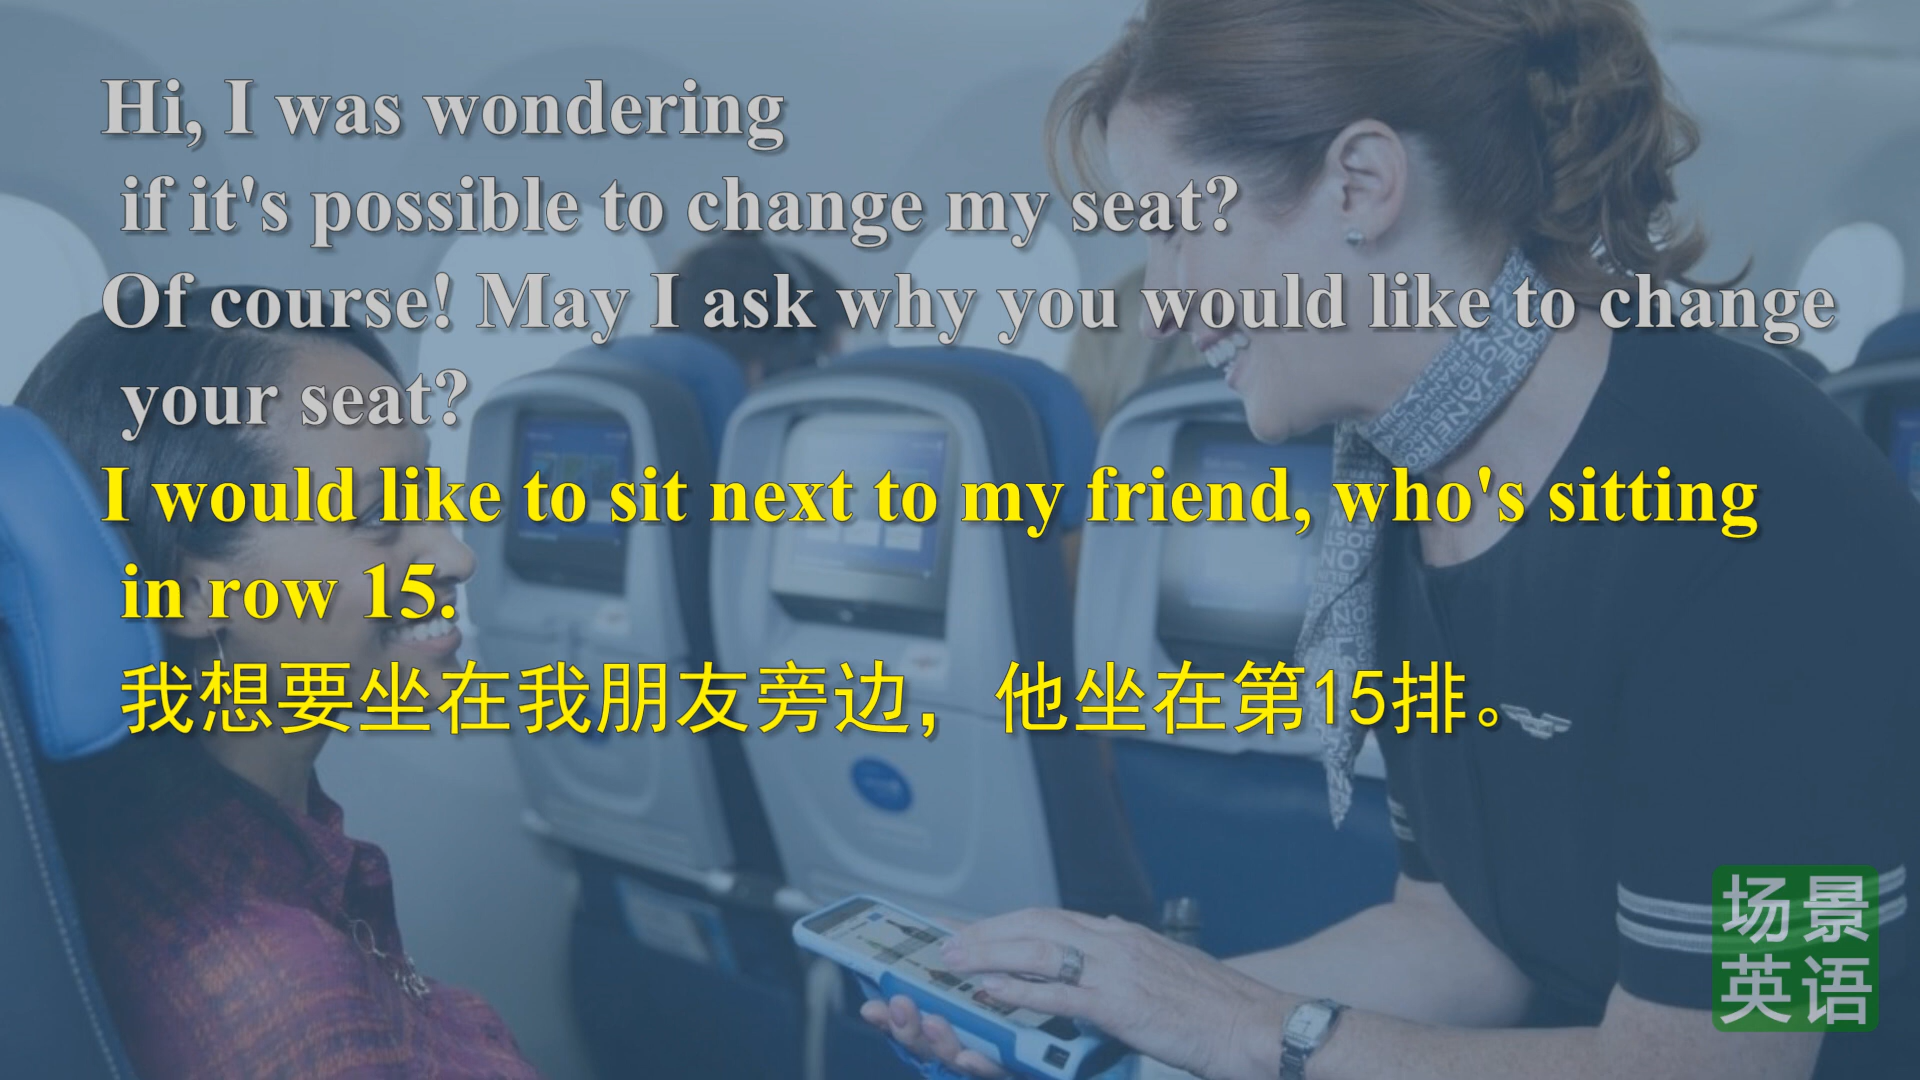 Hi, I was wondering
if it's possible to change my seat?
Of course! May I ask why you would like to change
your seat?
I would like to sit next to my friend, who's sitting
in row 15.
我想要坐在我朋友旁边，他坐在第15排。
场景
英语